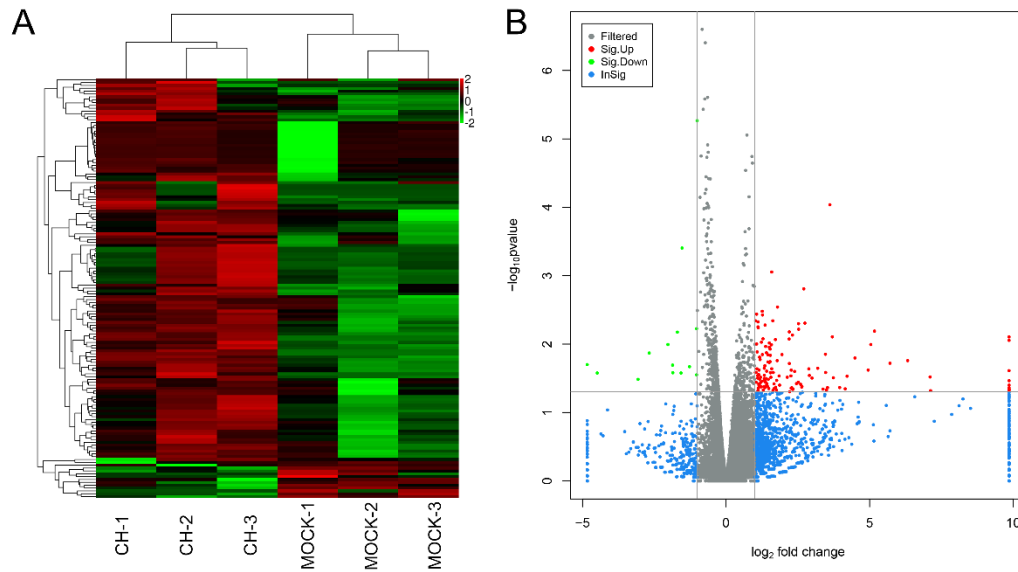 A
2
1
0
-1
-2
CH-1
CH-2
CH-3
MOCK-1
MOCK-2
MOCK-3
B
Filtered
Sig.Up
Sig.Down
InSig
6
5
4
3
2
1
0
−log10pvalue
−5 0 5 10
log2 fold change